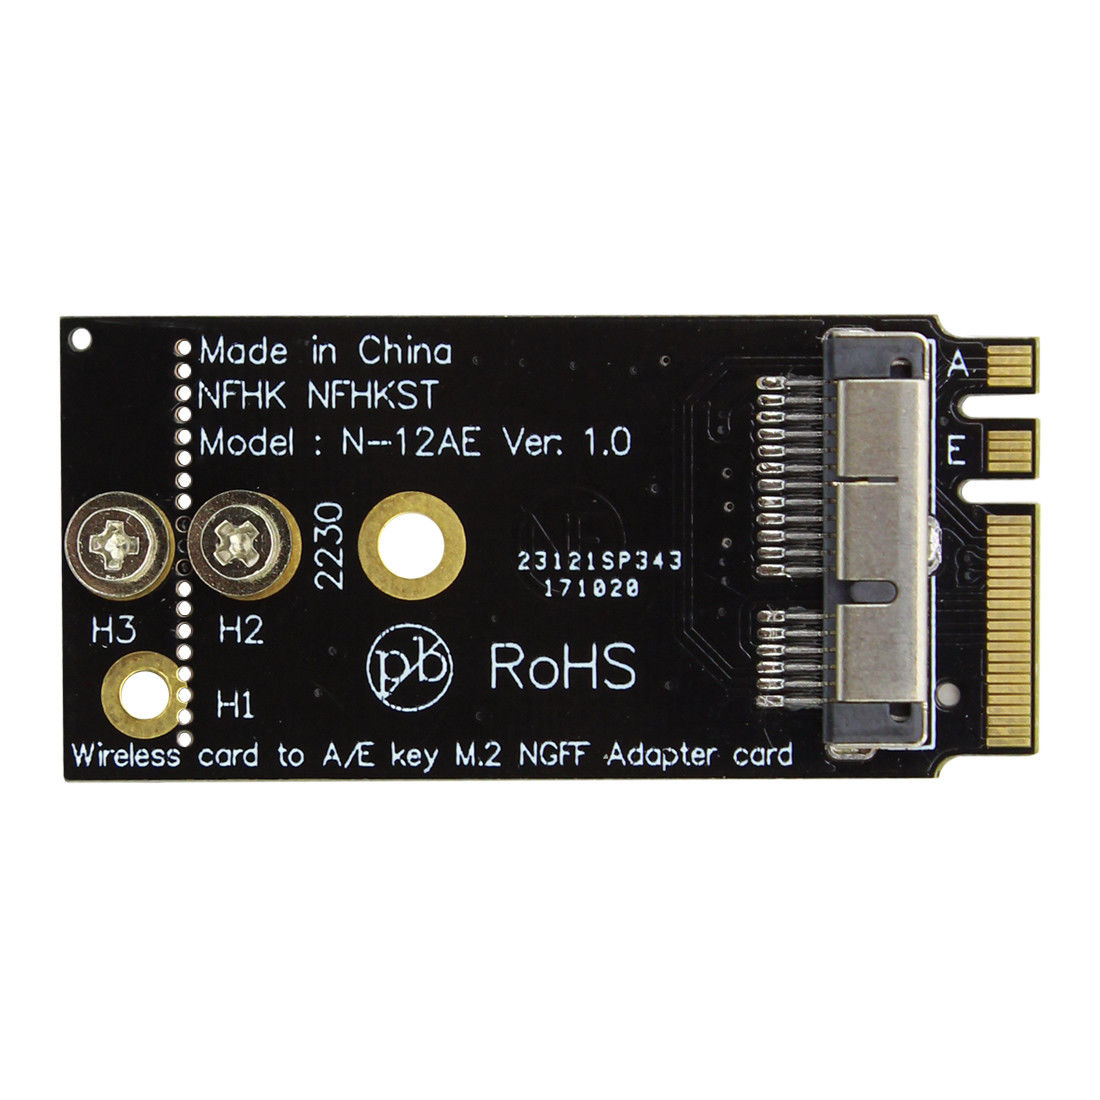 Made in China
NFHK NFHKST
Model : N-12AE Ver. 1.0
A
E
2230
23121SP343
171020
H3
H2
pb
RoHS
H1
Wireless card to A/E key M.2 NGFF Adapter card